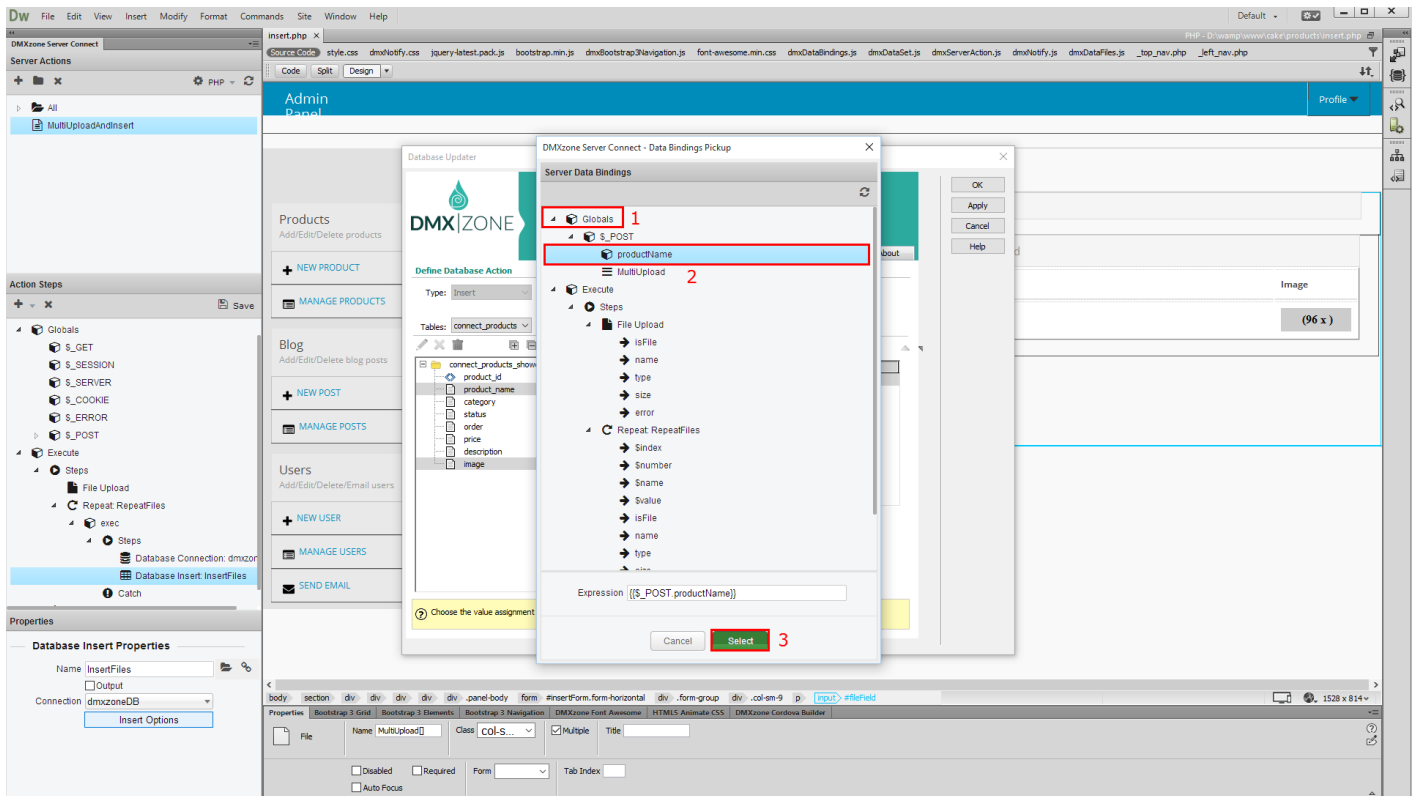 Dw File Edit View Insert Modify Format Commands Site Window Help
Default
DMXzone Server Connect
Server Actions
PHP
All
MultiUploadAndInsert
Action Steps
Save
Globals
$_GET
$_SESSION
$_SERVER
$_COOKIE
$_ERROR
$_POST
Execute
Steps
File Upload
Repeat: RepeatFiles
exec
Steps
Database Connection: dmxzon
Database Insert: InsertFiles
Catch
Properties
Database Insert Properties
Name InsertFiles
Output
Connection dmxzoneDB
Insert Options
insert.php ×
PHP - D:\wamp\www\cake\products\insert.php
Source Code style.css dmxNotify.css jquery-latest.pack.js bootstrap.min.js dmxBootstrap3Navigation.js font-awesome.min.css dmxDataBindings.js dmxDataSet.js dmxServerAction.js dmxNotify.js dmxDataFiles.js _top_nav.php _left_nav.php
Code Split Design
Admin
Panel
Profile
Products
Add/Edit/Delete products
NEW PRODUCT
MANAGE PRODUCTS
Blog
Add/Edit/Delete blog posts
NEW POST
MANAGE POSTS
Users
Add/Edit/Delete/Email users
NEW USER
MANAGE USERS
SEND EMAIL
Image
(96 x )
Database Updater
DMX|ZONE
About
Define Database Action
Type: Insert
Tables: connect_products
connect_products_show
product_id
product_name
category
status
order
price
description
image
Choose the value assignment
OK
Apply
Cancel
Help
DMXzone Server Connect - Data Bindings Pickup
Server Data Bindings
Globals 1
$_POST
productName
MultiUpload 2
Execute
Steps
File Upload
isFile
name
type
size
error
Repeat: RepeatFiles
$index
$number
$name
$value
isFile
name
type
size
Expression {{$_POST.productName}}
Cancel Select 3
body section div div div div div .panel-body form #insertForm.form-horizontal div .form-group div .col-sm-9 p input #fileField
1528 x 814
Properties Bootstrap 3 Grid Bootstrap 3 Elements Bootstrap 3 Navigation DMXzone Font Awesome HTML5 Animate CSS DMXzone Cordova Builder
File Name MultiUpload[] Class col-s... Multiple Title
Disabled Required Form Tab Index
Auto Focus